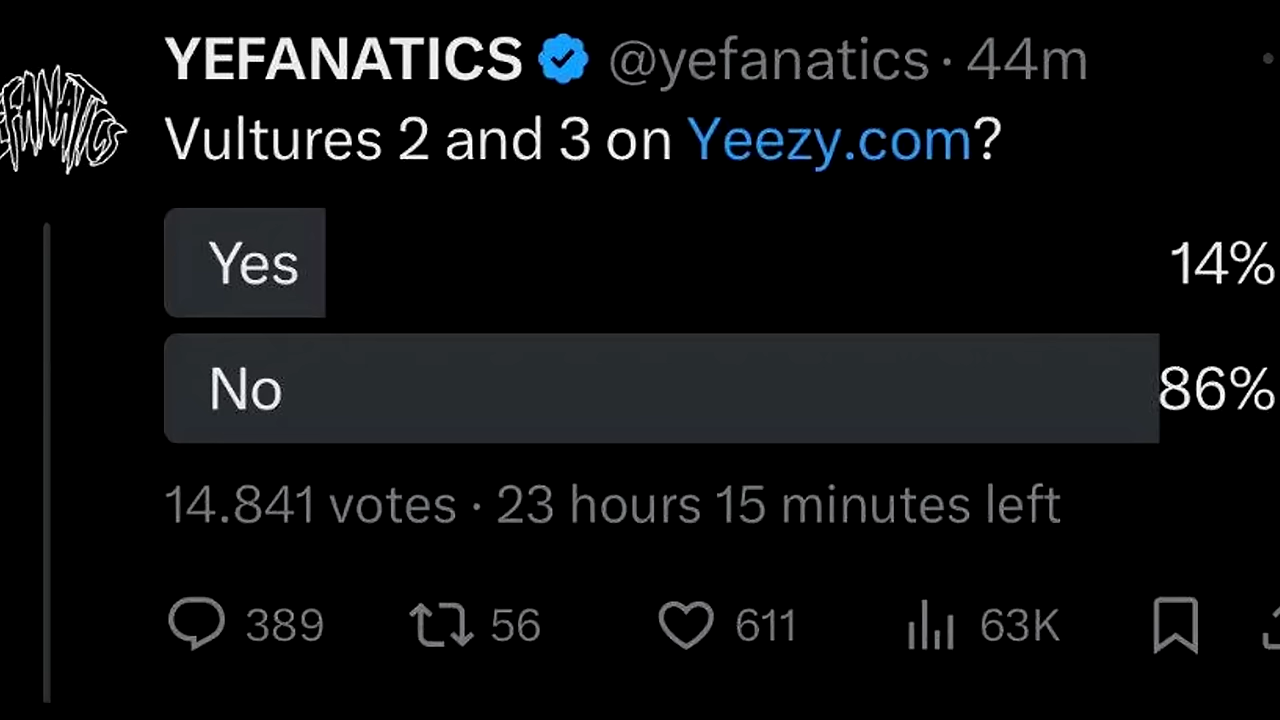 YEFANATICS @yefanatics · 44m
Vultures 2 and 3 on Yeezy.com?
Yes 14%
No 86%
14.841 votes · 23 hours 15 minutes left
389 56 611 63K